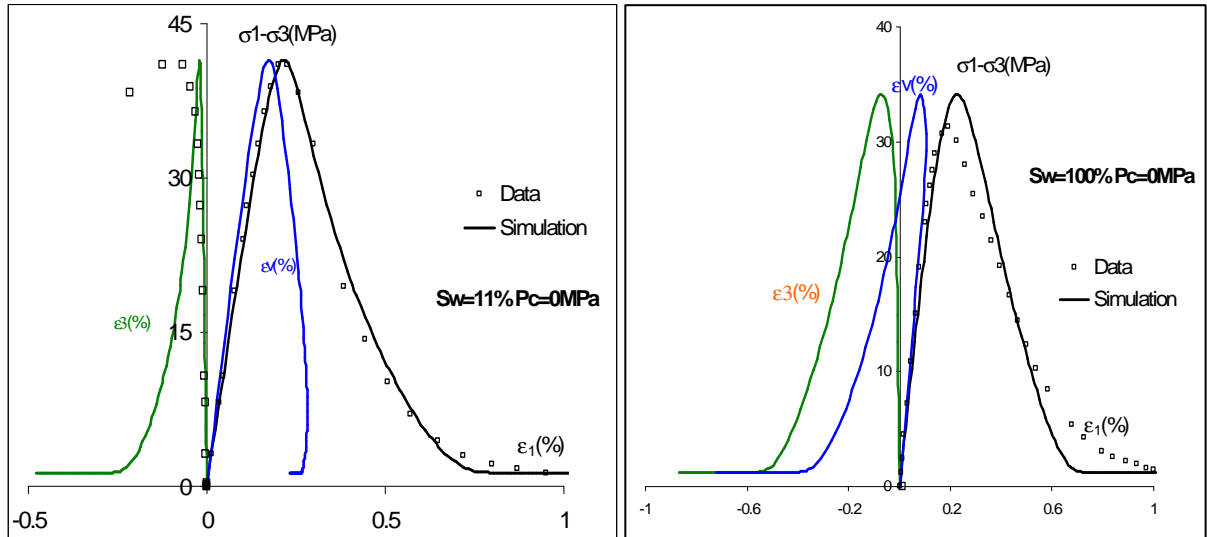 45
σ1-σ3(MPa)
30
Data
Simulation
εv(%)
Sw=11% Pc=0MPa
ε3(%)
15
ε1(%)
0
-0.5
0
0.5
1
40
σ1-σ3(MPa)
εv(%)
30
Sw=100% Pc=0MPa
20
Data
ε3(%)
Simulation
10
ε1(%)
0
-1
-0.6
-0.2
0.2
0.6
1